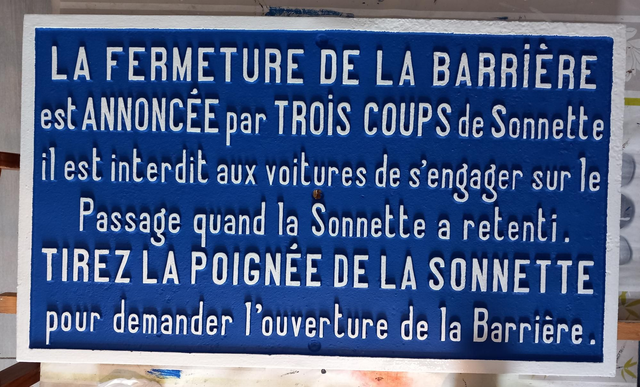 LA FERMETURE DE LA BARRIÈRE
est ANNONCÉE par TROIS COUPS de Sonnette
il est interdit aux voitures de s'engager sur le
Passage quand la Sonnette a retenti.
TIREZ LA POIGNÉE DE LA SONNETTE
pour demander l'ouverture de la Barrière.